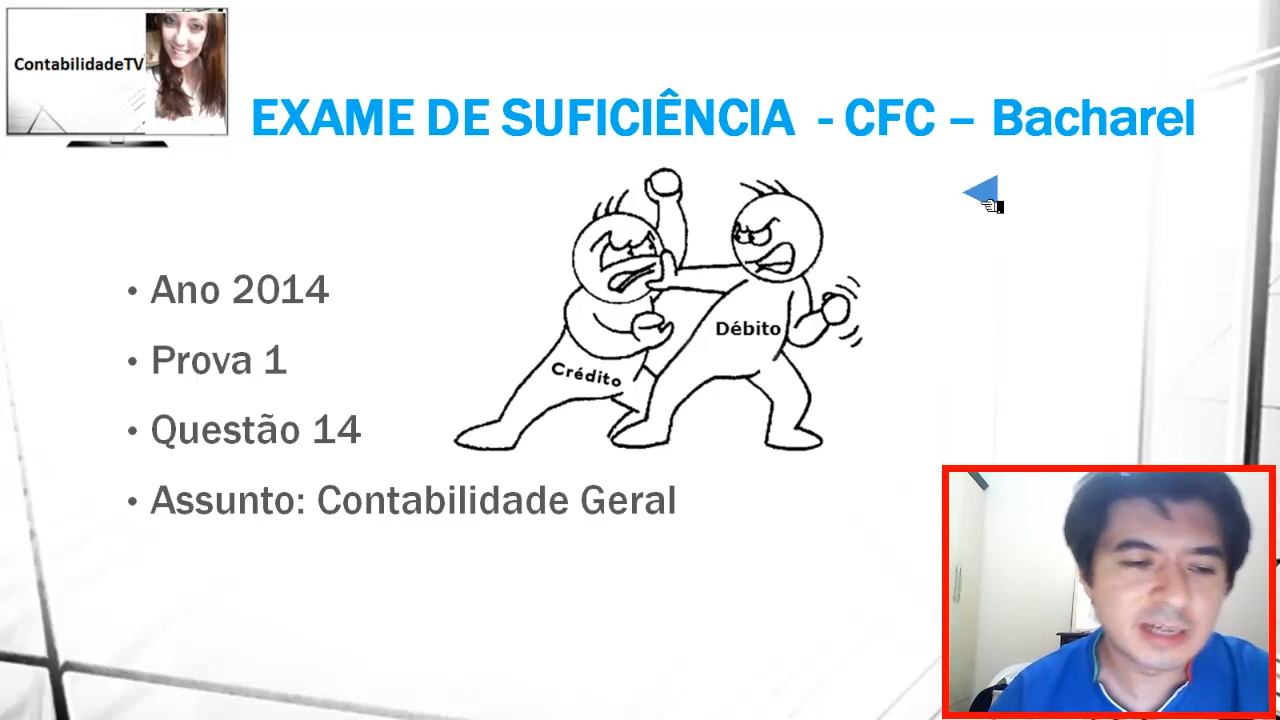 ContabilidadeTV
EXAME DE SUFICIÊNCIA - CFC – Bacharel
• Ano 2014
• Prova 1
• Questão 14
• Assunto: Contabilidade Geral
Crédito
Débito